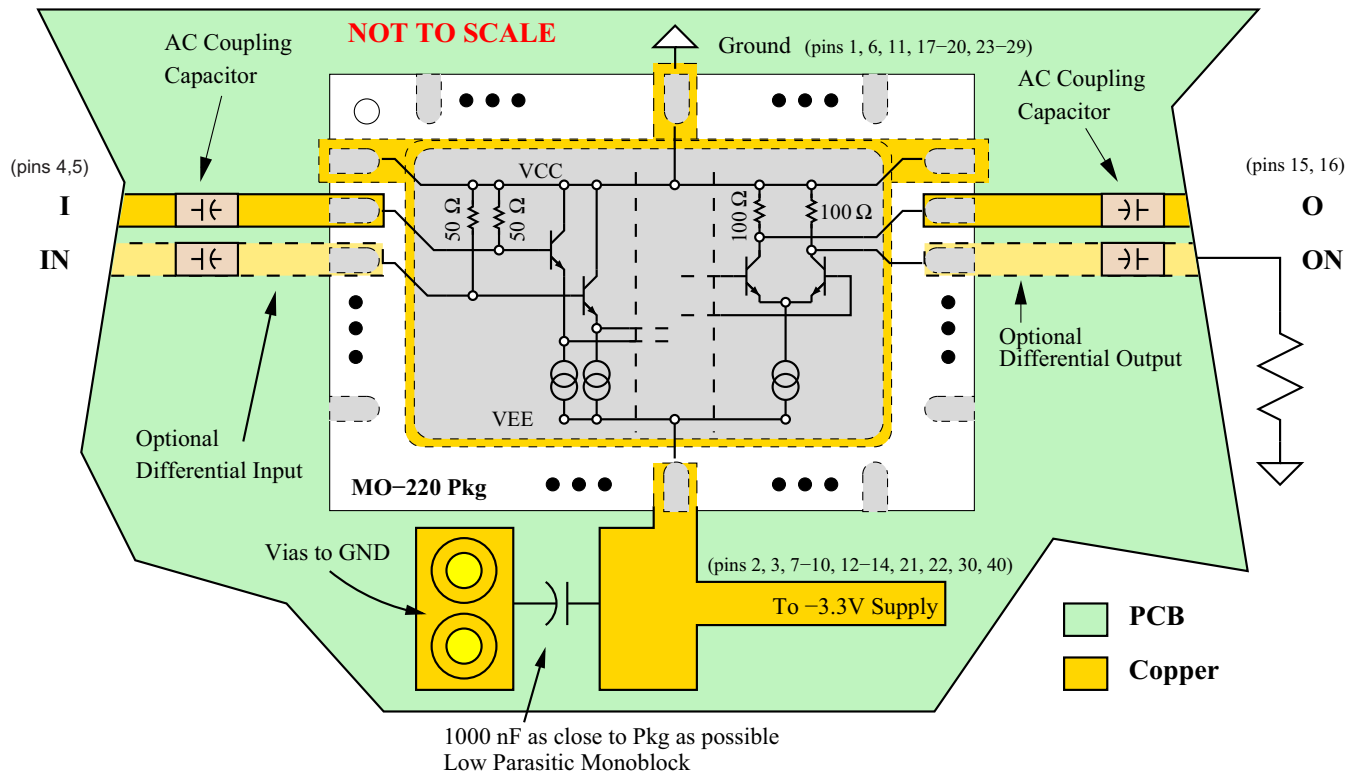 NOT TO SCALE
AC Coupling
Capacitor
Ground (pins 1, 6, 11, 17−20, 23−29)
AC Coupling
Capacitor
(pins 4,5)
(pins 15, 16)
VCC
I
50 Ω
50 Ω
100 Ω
100 Ω
O
IN
ON
Optional
Differential Output
VEE
Optional
Differential Input
MO−220 Pkg
Vias to GND
(pins 2, 3, 7−10, 12−14, 21, 22, 30, 40)
To −3.3V Supply
PCB
Copper
1000 nF as close to Pkg as possible
Low Parasitic Monoblock